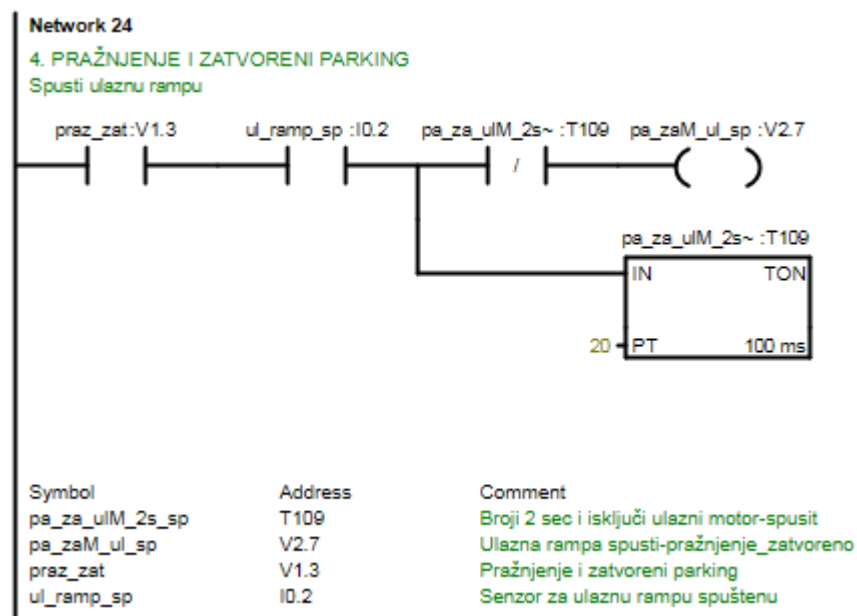 Network 24
4. PRAŽNJENJE I ZATVORENI PARKING
Spusti ulaznu rampu
praz_zat:V1.3 ul_ramp_sp :I0.2 pa_za_ulM_2s~ :T109 pa_zaM_ul_sp :V2.7
/
pa_za_ulM_2s~ :T109
IN TON
20 PT 100 ms
Symbol Address Comment
pa_za_ulM_2s_sp T109 Broji 2 sec i isključi ulazni motor-spusit
pa_zaM_ul_sp V2.7 Ulazna rampa spusti-pražnjenje_zatvoreno
praz_zat V1.3 Pražnjenje i zatvoreni parking
ul_ramp_sp I0.2 Senzor za ulaznu rampu spuštenu